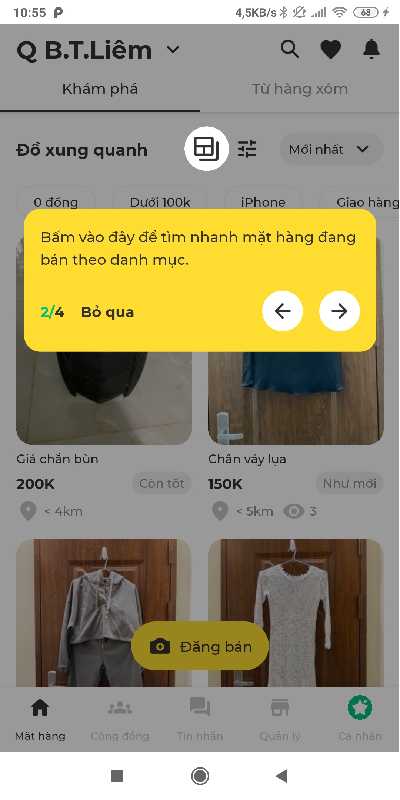 10:55 P 4,5KB/s 68
Q B.T.Liêm
Khám phá Từ hàng xóm
Đồ xung quanh Mới nhất
0 đồng Dưới 100k iPhone Giao hàng
Bấm vào đây để tìm nhanh mặt hàng đang
bán theo danh mục.
2/4 Bỏ qua
Giá chắn bùn Chân váy lụa
200K Còn tốt 150K Như mới
< 4km < 5km 3
Đăng bán
Mặt hàng Cộng đồng Tin nhắn Quản lý Cá nhân